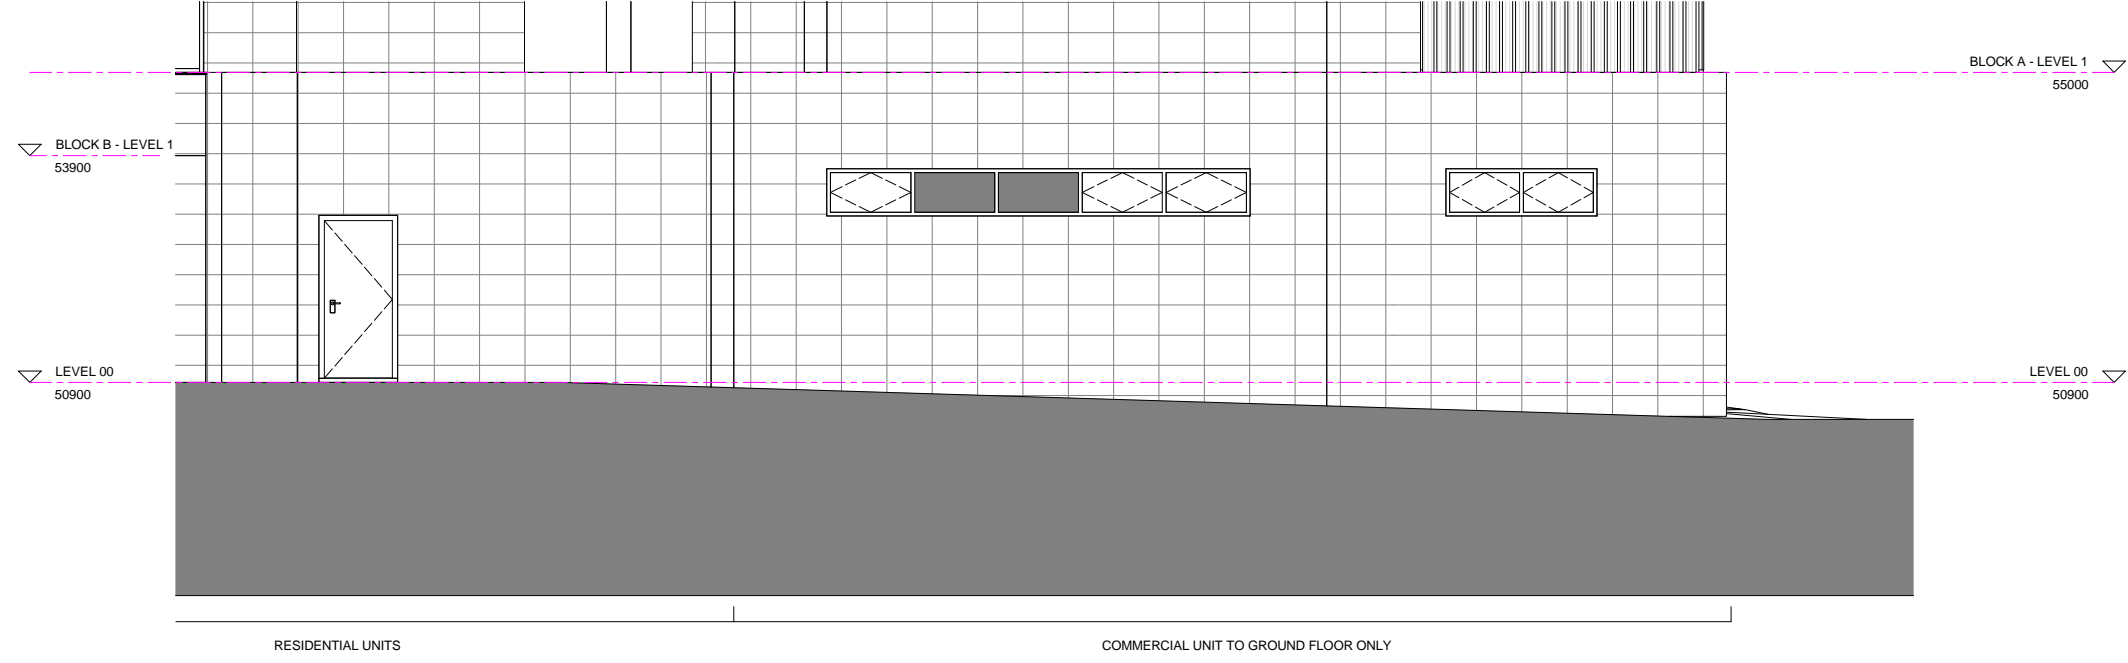 BLOCK A - LEVEL 1
55000
BLOCK B - LEVEL 1
53900
LEVEL 00
50900
LEVEL 00
50900
RESIDENTIAL UNITS
COMMERCIAL UNIT TO GROUND FLOOR ONLY